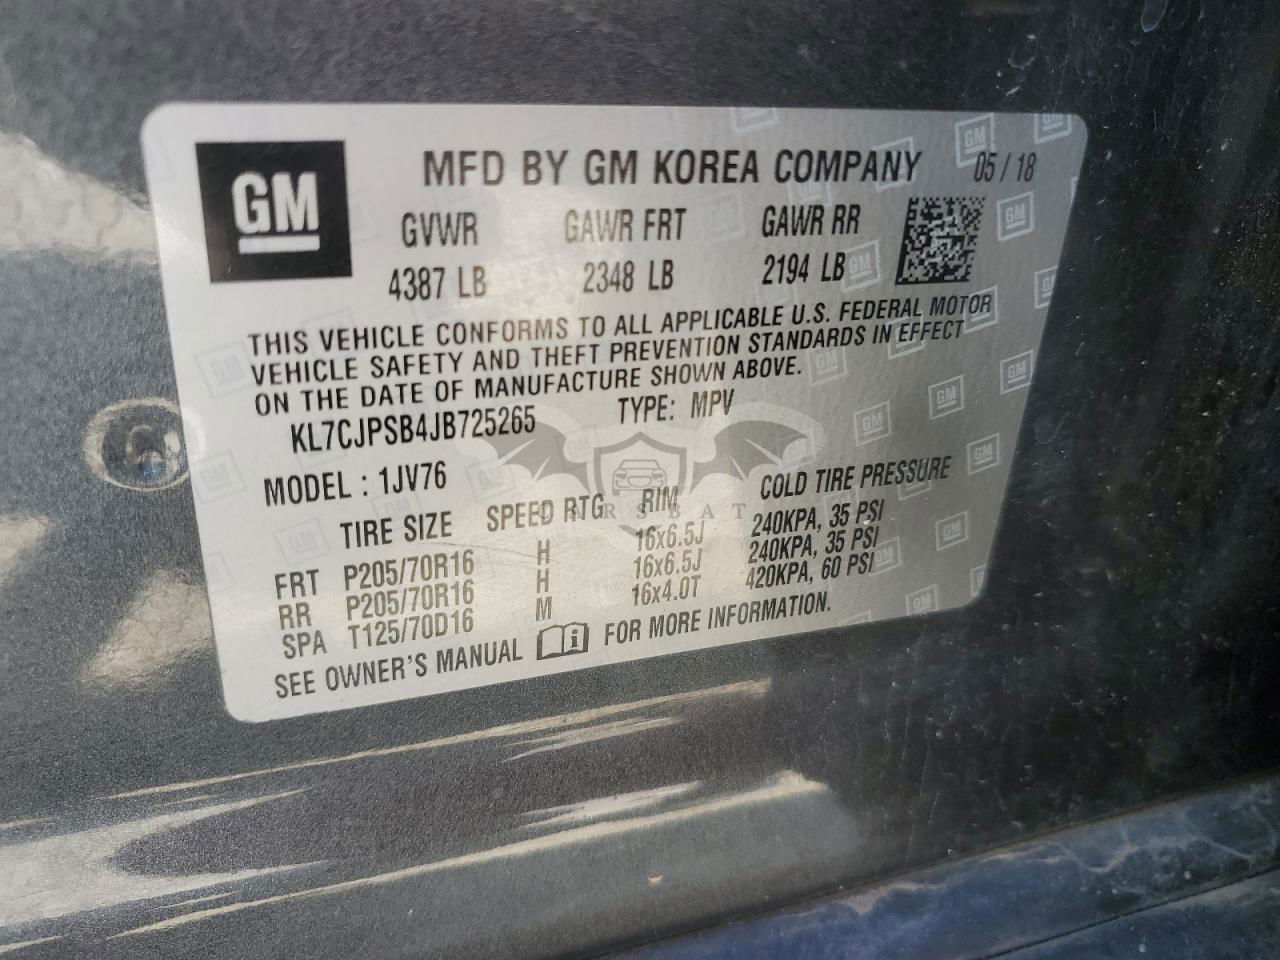 GM MFD BY GM KOREA COMPANY 05 / 18
GVWR GAWR FRT GAWR RR
4387 LB 2348 LB 2194 LB
THIS VEHICLE CONFORMS TO ALL APPLICABLE U.S. FEDERAL MOTOR
VEHICLE SAFETY AND THEFT PREVENTION STANDARDS IN EFFECT
ON THE DATE OF MANUFACTURE SHOWN ABOVE.
KL7CJPSB4JB725265 TYPE: MPV
MODEL : 1JV76
TIRE SIZE SPEED RTG RIM COLD TIRE PRESSURE
FRT P205/70R16 H 16x6.5J 240KPA, 35 PSI
RR P205/70R16 H 16x6.5J 240KPA, 35 PSI
SPA T125/70D16 M 16x4.0T 420KPA, 60 PSI
SEE OWNER'S MANUAL i FOR MORE INFORMATION.